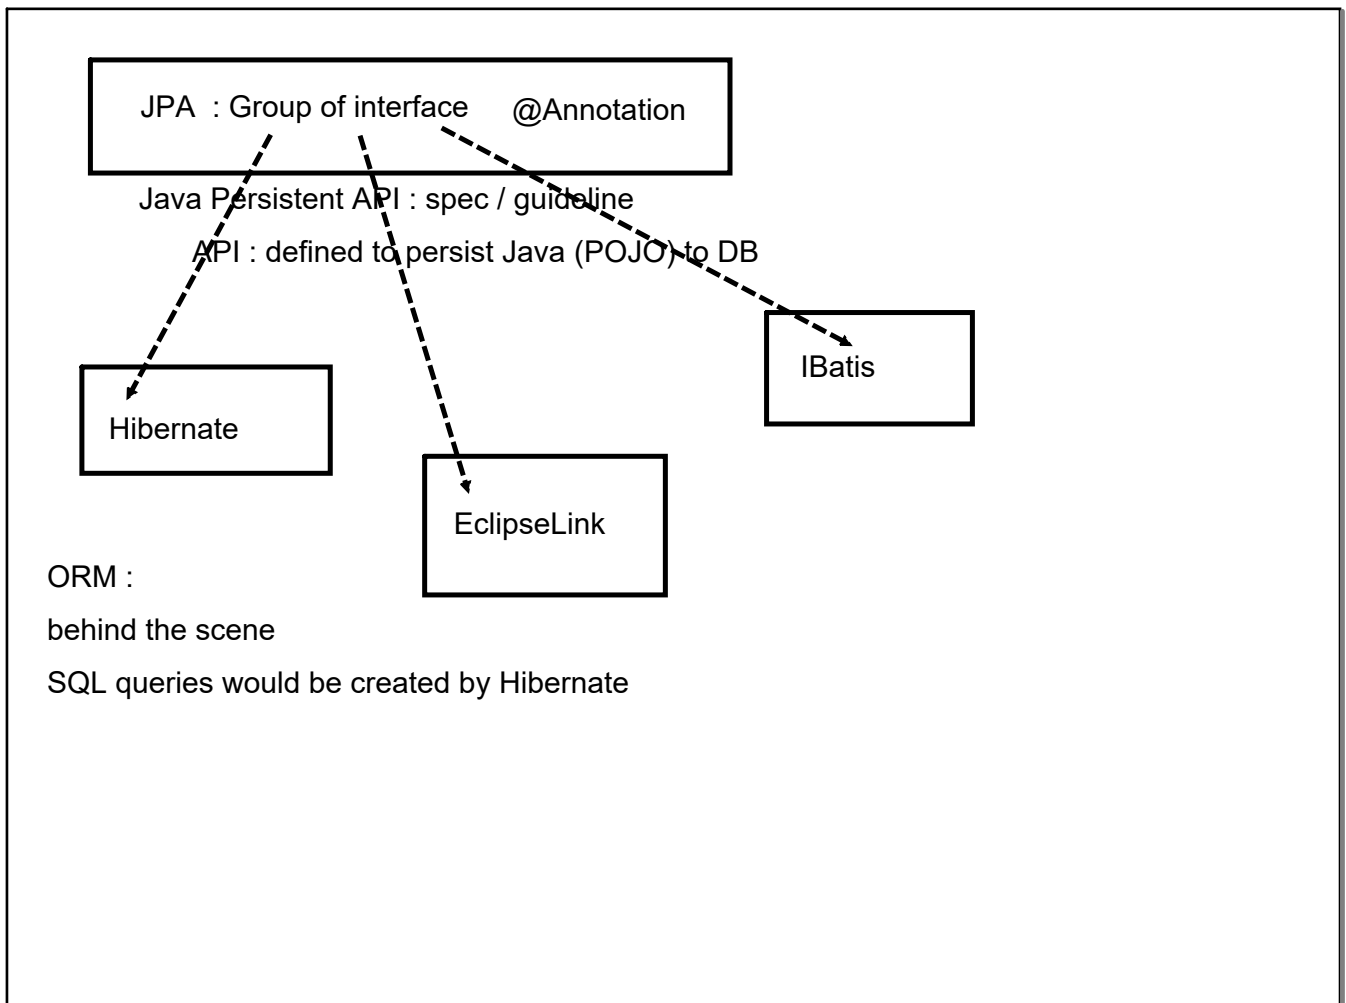 JPA : Group of interface @Annotation
Java Persistent API : spec / guideline
API : defined to persist Java (POJO) to DB
IBatis
Hibernate
EclipseLink
ORM :
behind the scene
SQL queries would be created by Hibernate